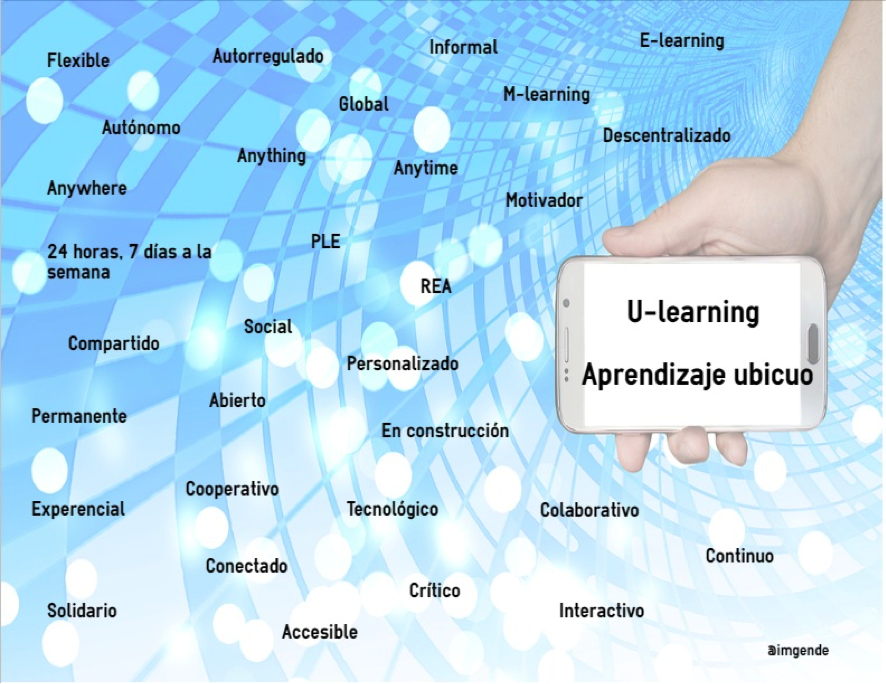 Flexible
Autorregulado
Informal
E-learning
Global
M-learning
Autónomo
Descentralizado
Anything
Anytime
Anywhere
Motivador
PLE
24 horas, 7 días a la
semana
REA
U-learning
Social
Compartido
Personalizado
Aprendizaje ubicuo
Abierto
Permanente
En construcción
Cooperativo
Experencial
Tecnológico
Colaborativo
Conectado
Continuo
Crítico
Solidario
Interactivo
Accesible
@imgende